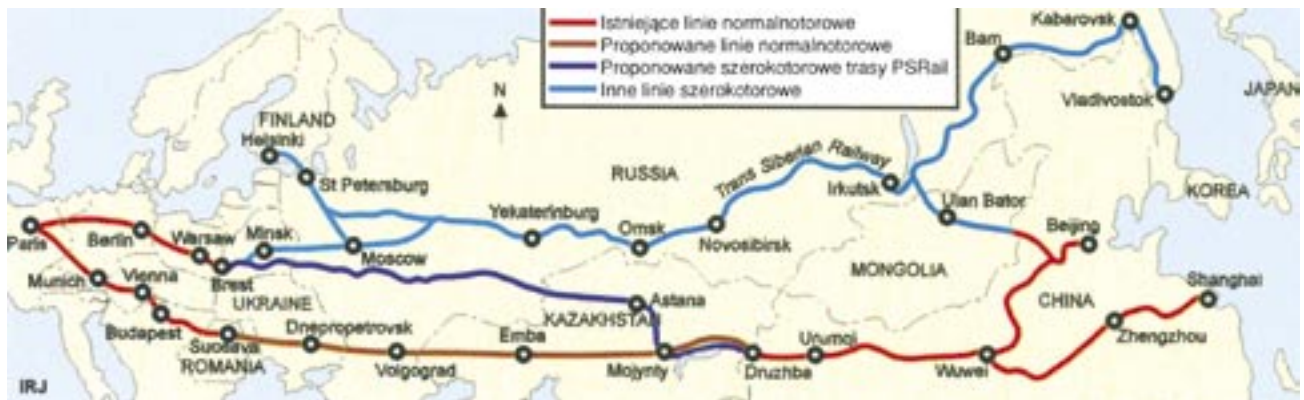 Istniejące linie normalnotorowe
Proponowane linie normalnotorowe
Proponowane szerokotorowe trasy PSRail
Inne linie szerokotorowe
Kabarovsk
Bam
Vladivostok
JAPAN
N
FINLAND
Helsinki
St Petersburg
RUSSIA
Trans Siberian Railway
Irkutsk
KOREA
Ulan Bator
Yekaterinburg
Omsk
Novosibirsk
Beijing
Paris
Berlin
Warsaw
Minsk
Moscow
Brest
MONGOLIA
Munich
Vienna
UKRAINE
Astana
KAZAKHSTAN
CHINA
Shanghai
Budapest
Suceava
ROMANIA
Dnepropetrovsk
Volgograd
Emba
Mojynty
Druzhba
Urumqi
Wuwei
Zhengzhou
IRJ